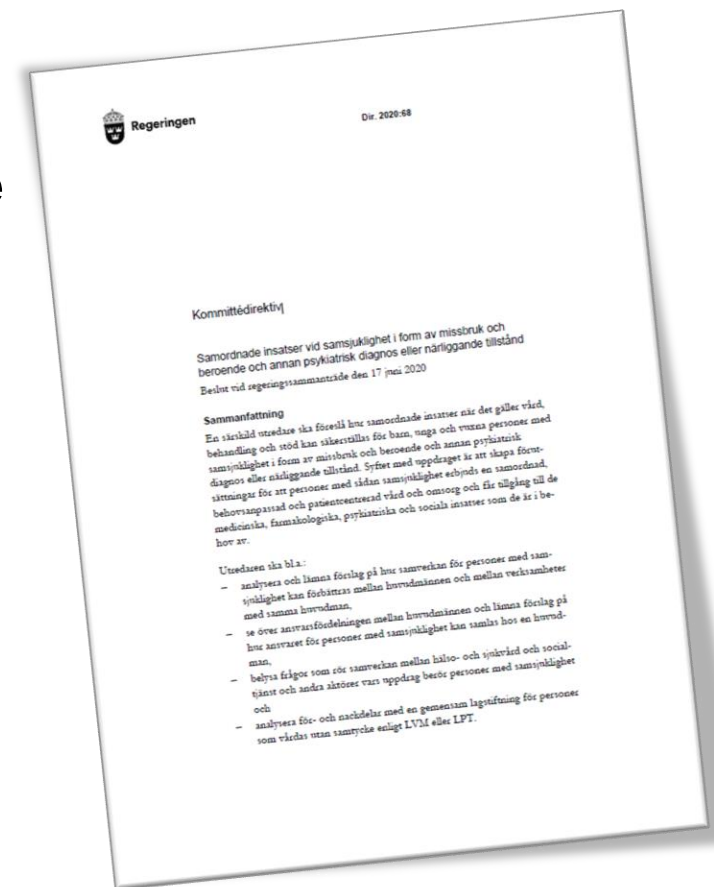 e
Regeringen
Dir. 2020:68
Kommittédirektiv
Samordnade insatser vid samsjuklighet i form av missbruk och
beroende och annan psykiatrisk diagnos eller närliggande tillstånd
Beslut vid regeringssammanträde den 17 juni 2020
Sammanfattning
En särskild utredare ska föreslå hur samordnade insatser när det gäller vård,
behandling och stöd kan säkerställas för barn, unga och vuxna personer med
samsjuklighet i form av missbruk och beroende och annan psykiatrisk
diagnos eller närliggande tillstånd. Syftet med uppdraget är att skapa förut-
sättningar för att personer med sådan samsjuklighet erbjuds en samordnad,
behovsanpassad och patientcentrerad vård och omsorg och får tillgång till de
medicinska, farmakologiska, psykiatriska och sociala insatser som de är i be-
hov av.
Utredaren ska bl.a.:
– analysera och lämna förslag på hur samverkan för personer med sam-
sjuklighet kan förbättras mellan huvudmännen och mellan verksamheter
med samma huvudman,
– se över ansvarsfördelningen mellan huvudmännen och lämna förslag på
hur ansvaret för personer med samsjuklighet kan samlas hos en huvud-
man,
– belysa frågor som rör samverkan mellan hälso- och sjukvård och social-
tjänst och andra aktörer vars uppdrag berör personer med samsjuklighet
och
– analysera för- och nackdelar med en gemensam lagstiftning för personer
som vårdas utan samtycke enligt LVM eller LPT.